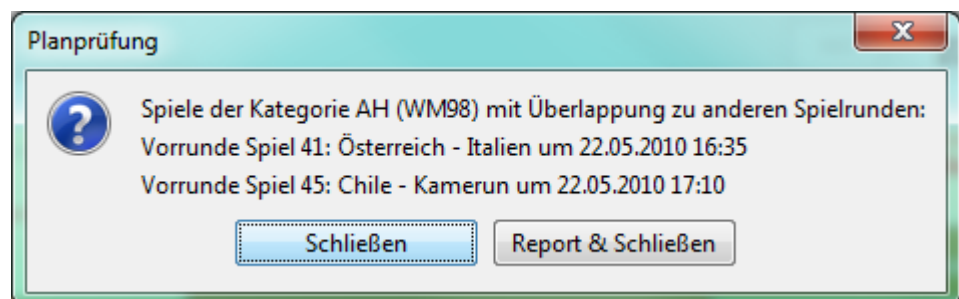 Planprüfung
Spiele der Kategorie AH (WM98) mit Überlappung zu anderen Spielrunden:
Vorrunde Spiel 41: Österreich - Italien um 22.05.2010 16:35
Vorrunde Spiel 45: Chile - Kamerun um 22.05.2010 17:10
Schließen Report & Schließen